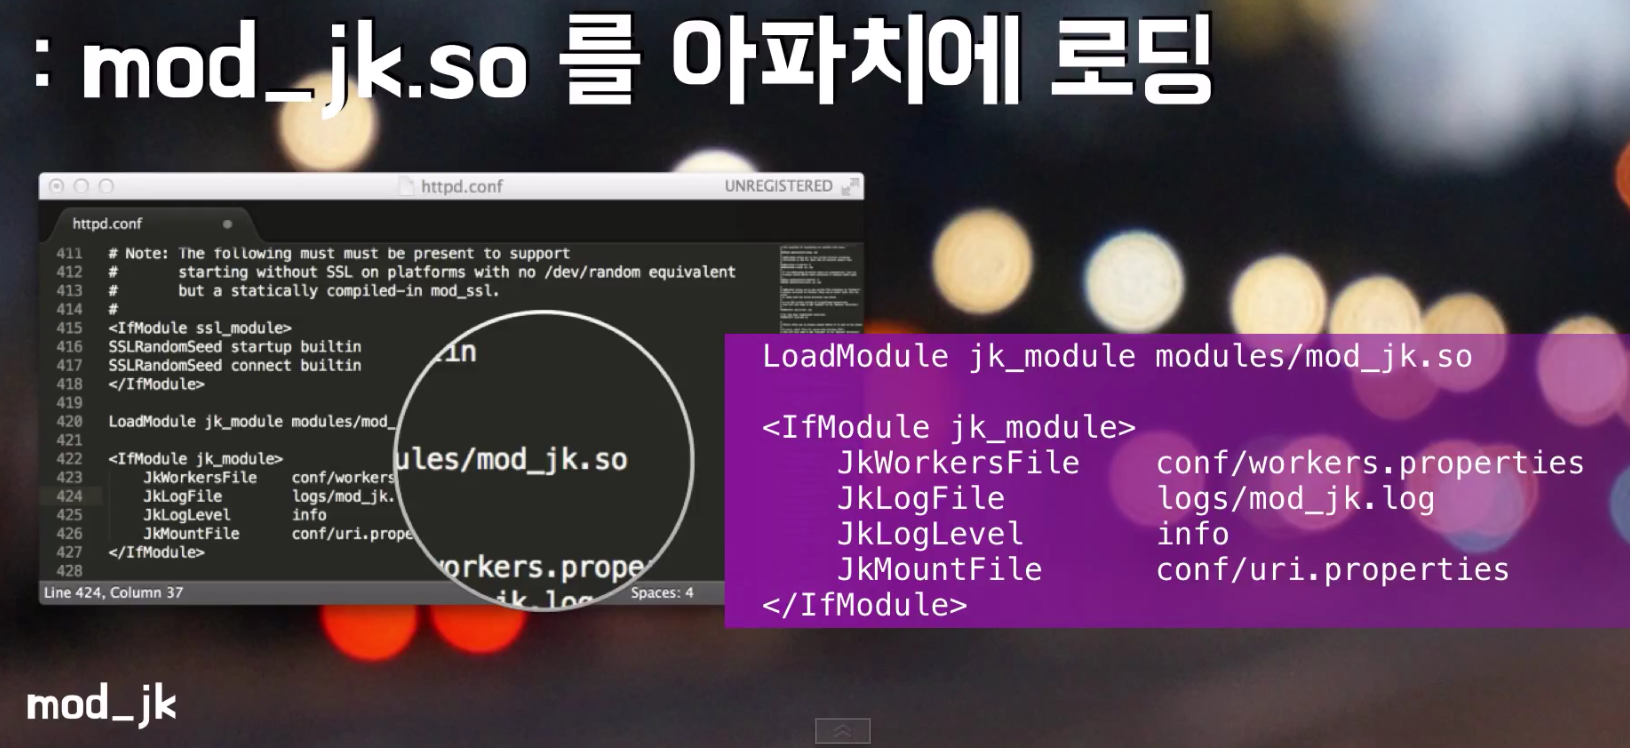 : mod_jk.so 를 아파치에 로딩
httpd.conf
UNREGISTERED
httpd.conf
411 # Note: The following must must be present to support
412 #       starting without SSL on platforms with no /dev/random equivalent
413 #       but a statically compiled-in mod_ssl.
414 #
415 <IfModule ssl_module>
416 SSLRandomSeed startup builtin
417 SSLRandomSeed connect builtin
418 </IfModule>
419
420 LoadModule jk_module modules/mod_
421
422 <IfModule jk_module>
423     JkWorkersFile    conf/workers
424     JkLogFile        logs/mod_jk.
425     JkLogLevel       info
426     JkMountFile      conf/uri.prope
427 </IfModule>
428
Line 424, Column 37
Spaces: 4
tin
ules/mod_jk.so
workers.prope
jk.log
LoadModule jk_module modules/mod_jk.so
<IfModule jk_module>
    JkWorkersFile    conf/workers.properties
    JkLogFile        logs/mod_jk.log
    JkLogLevel       info
    JkMountFile      conf/uri.properties
</IfModule>
mod_jk